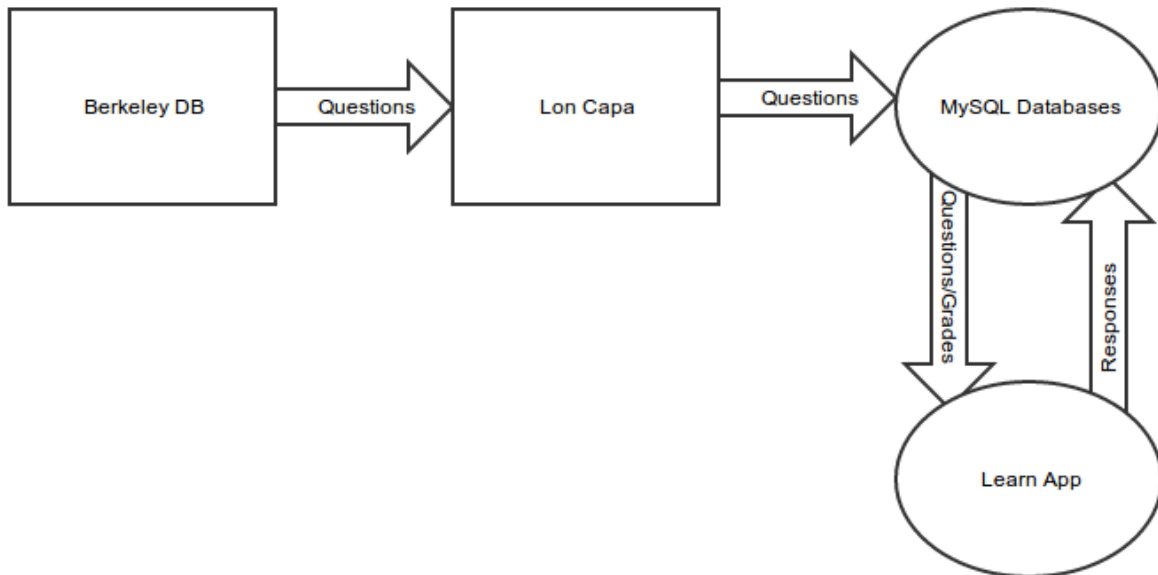 Berkeley DB
Questions
Lon Capa
Questions
MySQL Databases
Questions/Grades
Responses
Learn App